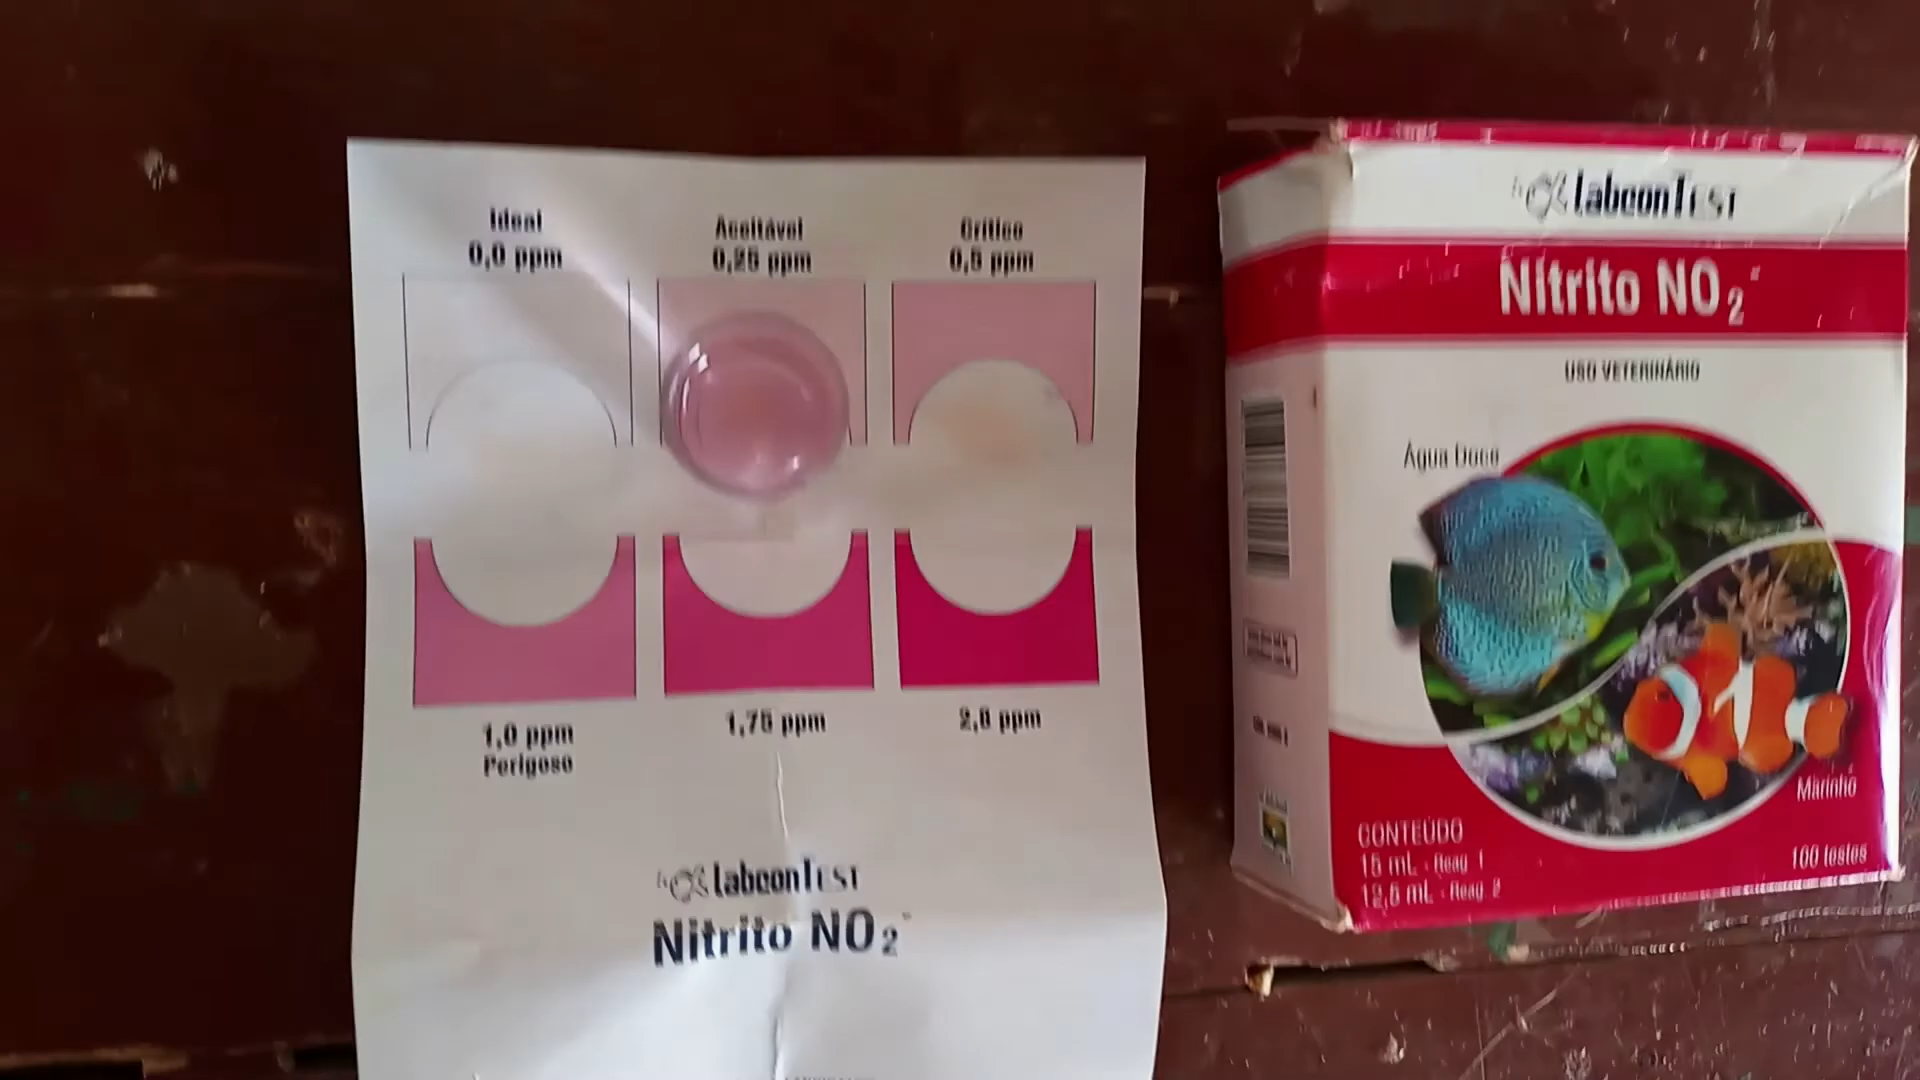 Ideal
0,0 ppm
Aceitável
0,25 ppm
Crítico
0,5 ppm
1,0 ppm
Perigoso
1,75 ppm
2,5 ppm
LabconTEST
Nitrito NO2-
LabconTEST
Nitrito NO2-
USO VETERINÁRIO
Água Doce
Marinho
CONTEÚDO
15 mL - Reag 1
12,5 mL - Reag 2
100 testes